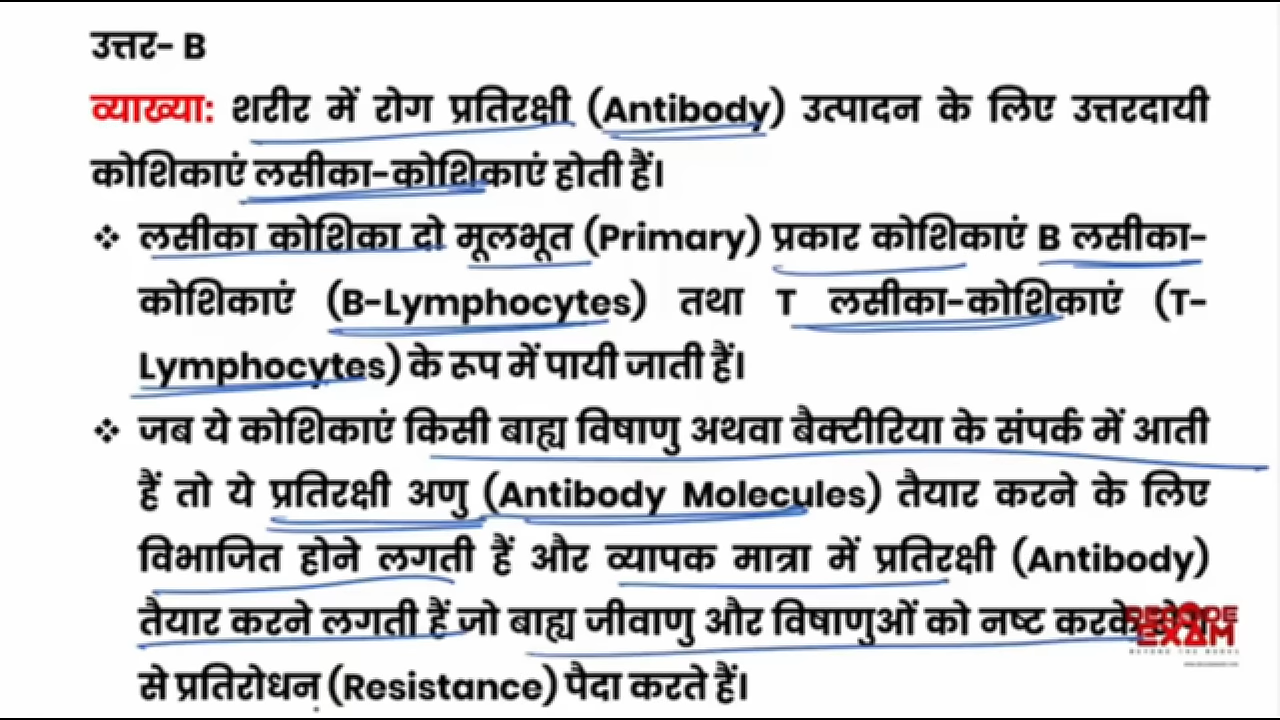 उत्तर- B
व्याख्या: शरीर में रोग प्रतिरक्षी (Antibody) उत्पादन के लिए उत्तरदायी
कोशिकाएं लसीका-कोशिकाएं होती हैं।
❖ लसीका कोशिका दो मूलभूत (Primary) प्रकार कोशिकाएं B लसीका-
कोशिकाएं (B-Lymphocytes) तथा T लसीका-कोशिकाएं (T-
Lymphocytes) के रूप में पायी जाती हैं।
❖ जब ये कोशिकाएं किसी बाह्य विषाणु अथवा बैक्टीरिया के संपर्क में आती
हैं तो ये प्रतिरक्षी अणु (Antibody Molecules) तैयार करने के लिए
विभाजित होने लगती हैं और व्यापक मात्रा में प्रतिरक्षी (Antibody)
तैयार करने लगती हैं जो बाह्य जीवाणु और विषाणुओं को नष्ट करके
से प्रतिरोधन् (Resistance) पैदा करते हैं।
DECODE
EXAM